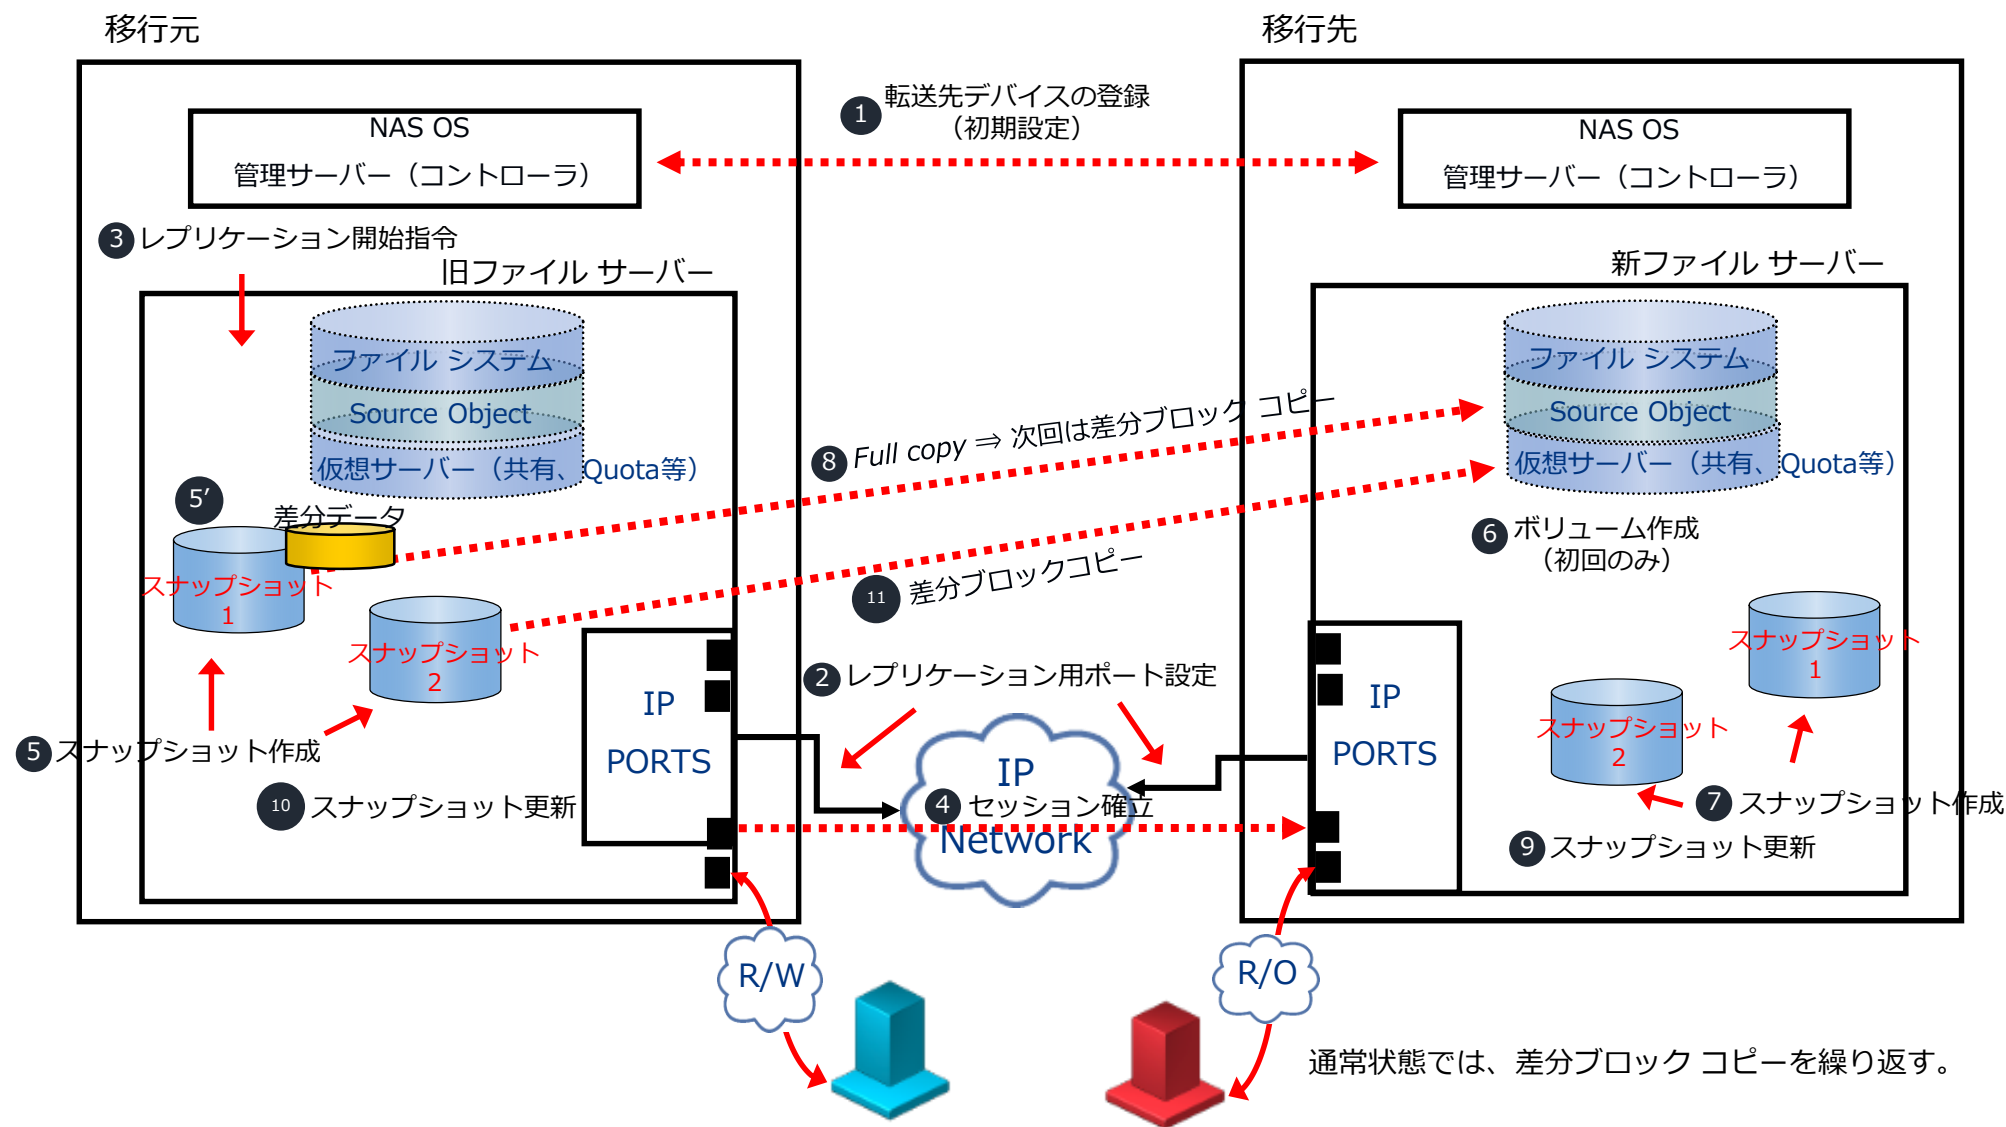 移行元
移行先
1 転送先デバイスの登録
（初期設定）
NAS OS
管理サーバー（コントローラ）
NAS OS
管理サーバー（コントローラ）
3 レプリケーション開始指令
旧ファイル サーバー
新ファイル サーバー
ファイル システム
Source Object
仮想サーバー（共有、Quota等）
ファイル システム
Source Object
仮想サーバー（共有、Quota等）
8 Full copy ⇒ 次回は差分ブロック コピー
5’
差分データ
スナップショット
1
スナップショット
2
11 差分ブロックコピー
6 ボリューム作成
（初回のみ）
スナップショット
1
スナップショット
2
2 レプリケーション用ポート設定
IP
PORTS
IP
PORTS
5 スナップショット作成
10 スナップショット更新
IP
Network
4 セッション確立
7 スナップショット作成
9 スナップショット更新
R/W
R/O
通常状態では、差分ブロック コピーを繰り返す。